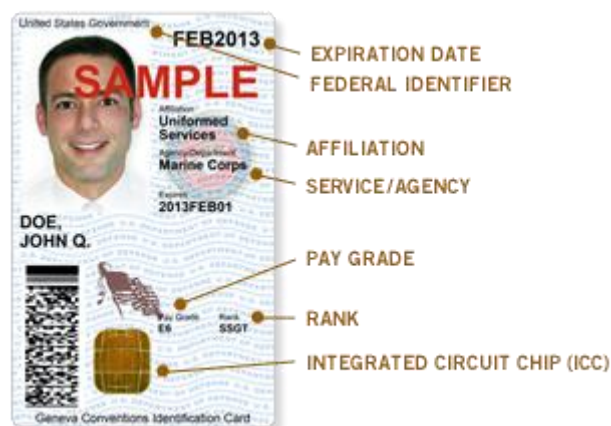 United States Government
FEB2013
EXPIRATION DATE
FEDERAL IDENTIFIER
SAMPLE
Affiliation
Uniformed
Services
AFFILIATION
Agency/Department
Marine Corps
SERVICE/AGENCY
Expires
2013FEB01
DOE,
JOHN Q.
PAY GRADE
Pay Grade
E6
Rank
SSGT
RANK
INTEGRATED CIRCUIT CHIP (ICC)
Geneva Conventions Identification Card